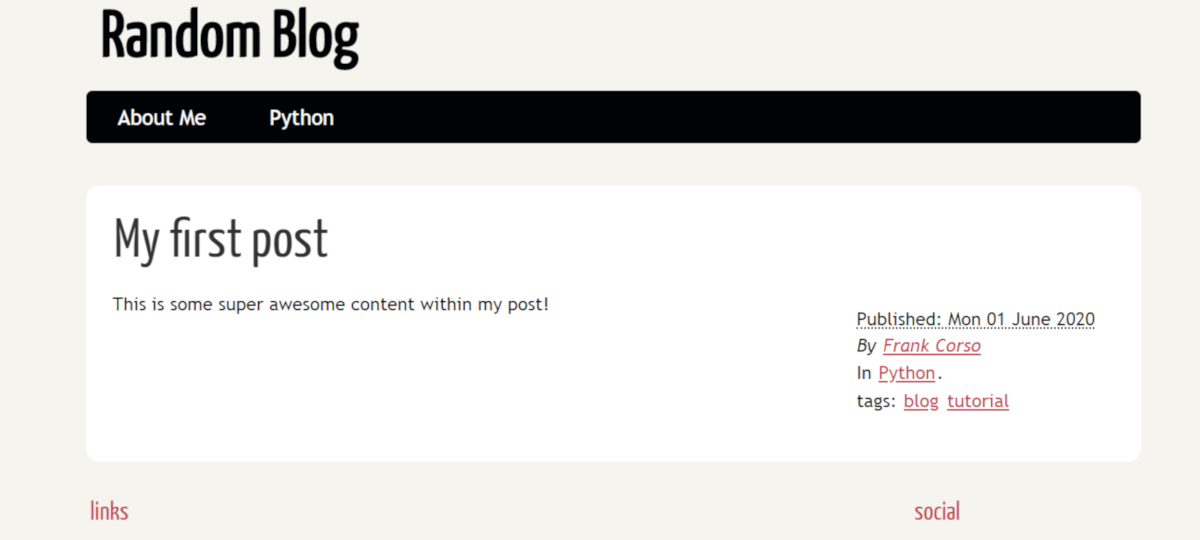 Random Blog
About Me Python
My first post
This is some super awesome content within my post!
Published: Mon 01 June 2020
By Frank Corso
In Python.
tags: blog tutorial
links social